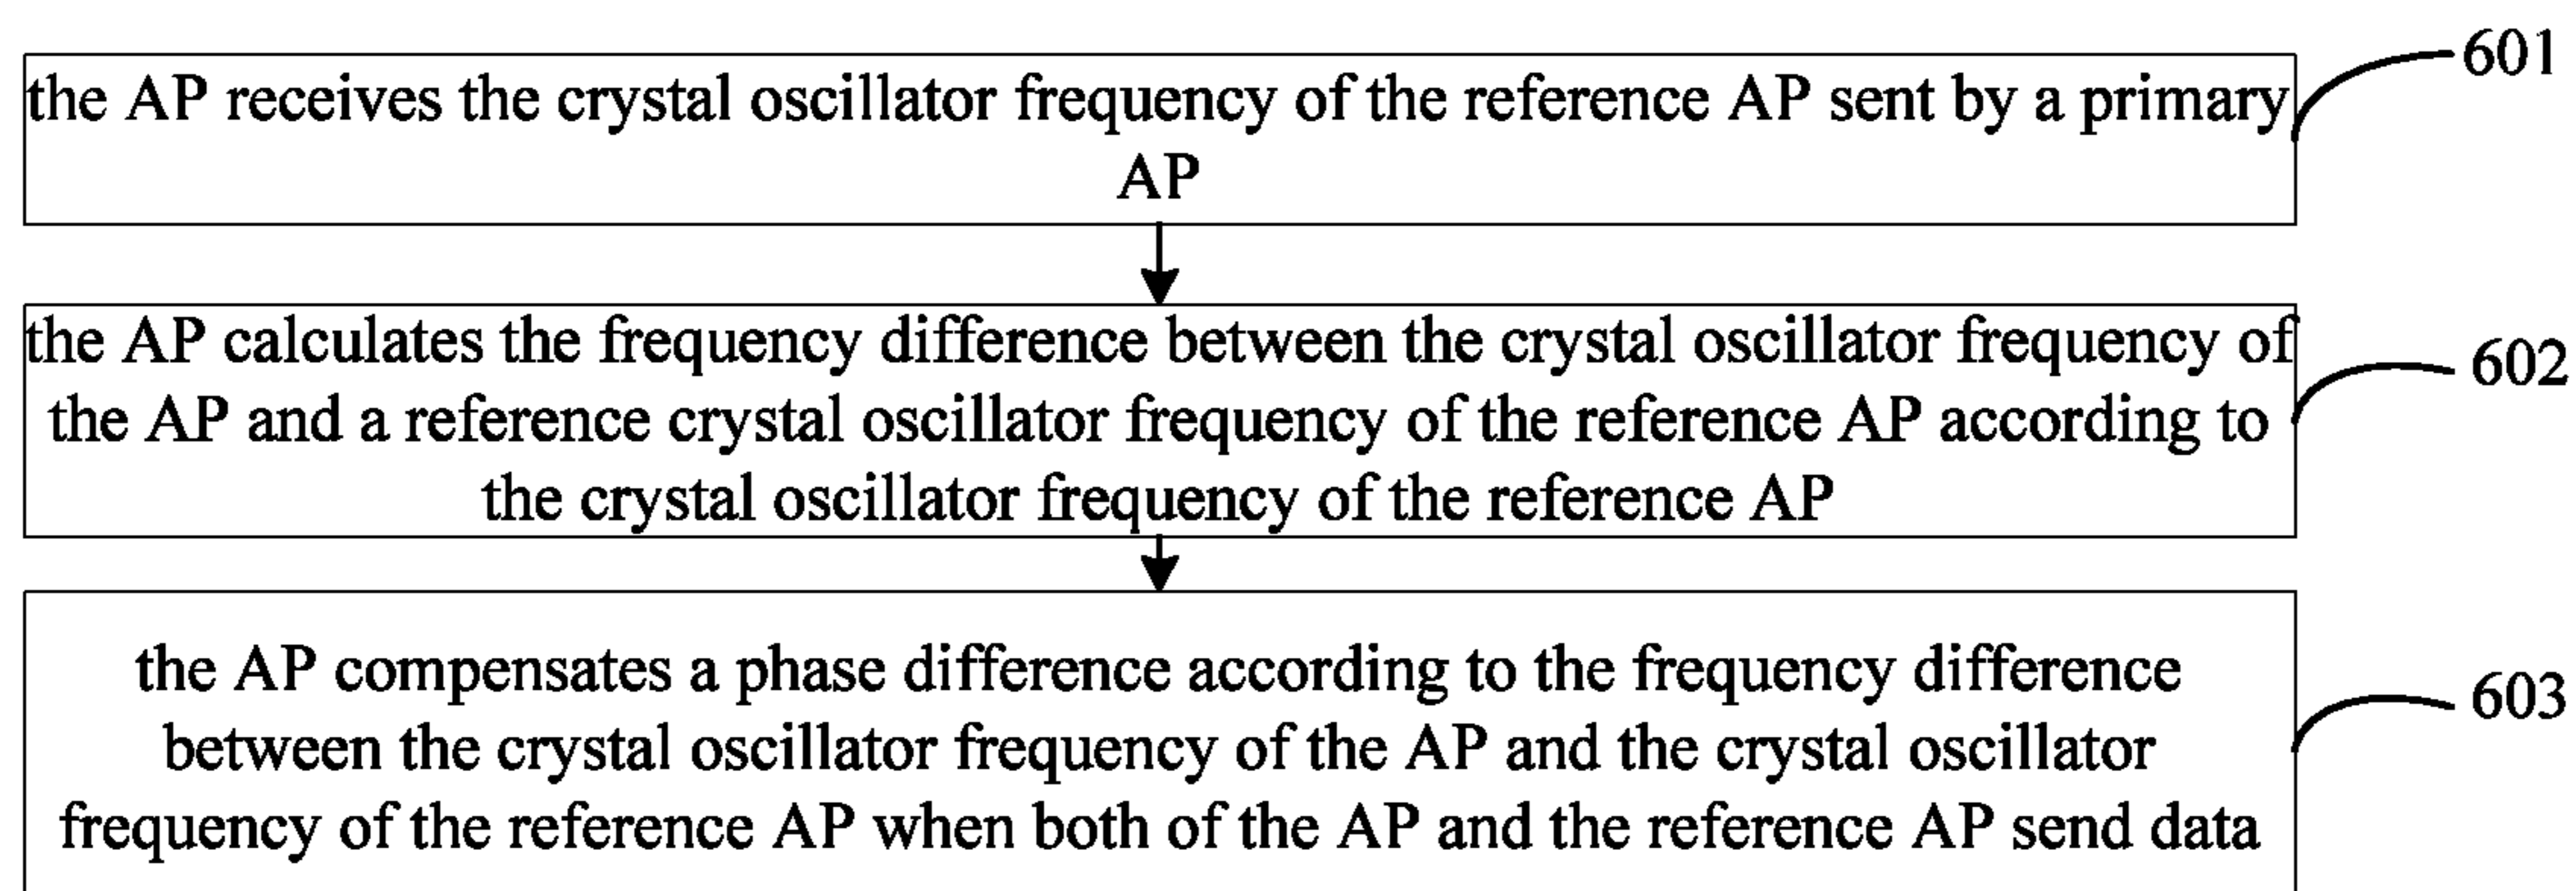 601
the AP receives the crystal oscillator frequency of the reference AP sent by a primary
AP
602
the AP calculates the frequency difference between the crystal oscillator frequency of
the AP and a reference crystal oscillator frequency of the reference AP according to
the crystal oscillator frequency of the reference AP
603
the AP compensates a phase difference according to the frequency difference
between the crystal oscillator frequency of the AP and the crystal oscillator
frequency of the reference AP when both of the AP and the reference AP send data